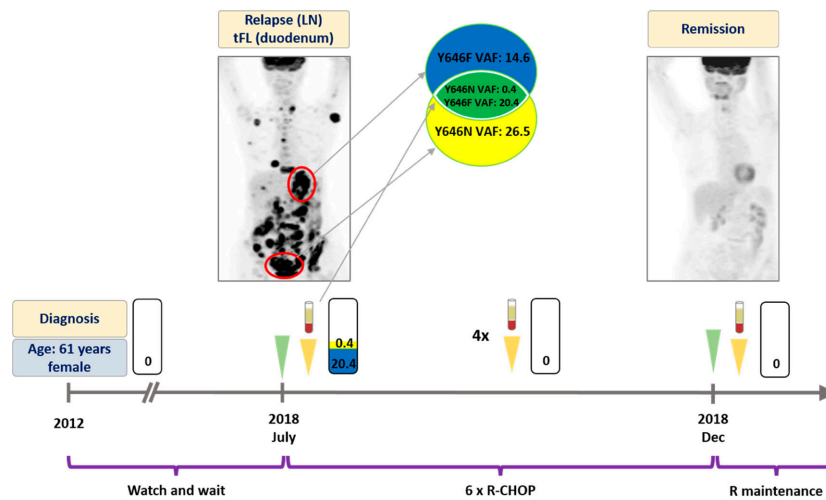 Relapse (LN)
tFL (duodenum)
Remission
Y646F VAF: 14.6
Y646N VAF: 0.4
Y646F VAF: 20.4
Y646N VAF: 26.5
Diagnosis
Age: 61 years
female
0
0.4
20.4
4x
0
0
2012
2018
July
2018
Dec
Watch and wait
6 x R-CHOP
R maintenance